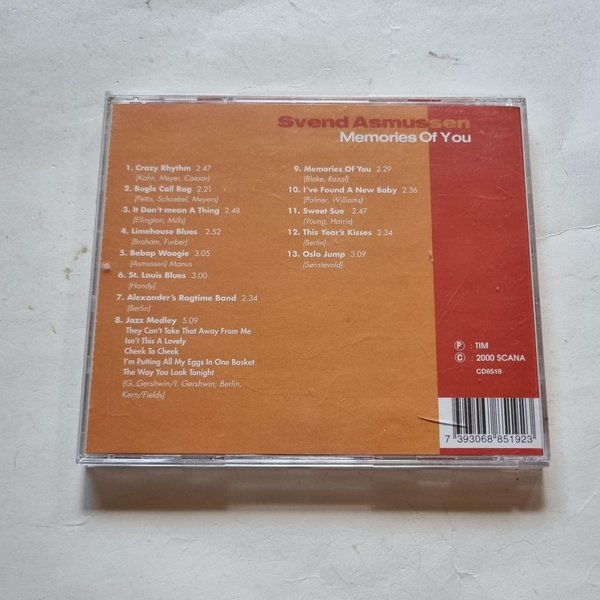 Svend Asmussen
Memories Of You
1. Crazy Rhythm 2.47
(Kahn, Meyer, Caesar)
2. Bugle Call Rag 2.21
(Pettis, Schoebel, Meyers)
3. It Don't mean A Thing 2.48
(Ellington, Mills)
4. Limehouse Blues 2.52
(Braham, Furber)
5. Bebop Woogie 3.05
(Asmussen) Manus
6. St. Louis Blues 3.00
(Handy)
7. Alexander's Ragtime Band 2.34
(Berlin)
8. Jazz Medley 5.09
They Can't Take That Away From Me
Isn't This A Lovely
Cheek To Cheek
I'm Putting All My Eggs In One Basket
The Way You Look Tonight
(G. Gershwin/I. Gershwin, Berlin,
Kern/Fields)
9. Memories Of You 2.29
(Blake, Razaf)
10. I've Found A New Baby 2.36
(Palmer, Williams)
11. Sweet Sue 2.47
(Young, Harris)
12. This Year's Kisses 2.34
(Berlin)
13. Oslo Jump 3.09
(Sønstevold)
Ⓟ : TIM
Ⓒ : 2000 SCANA
CD8519
7 393068 851923